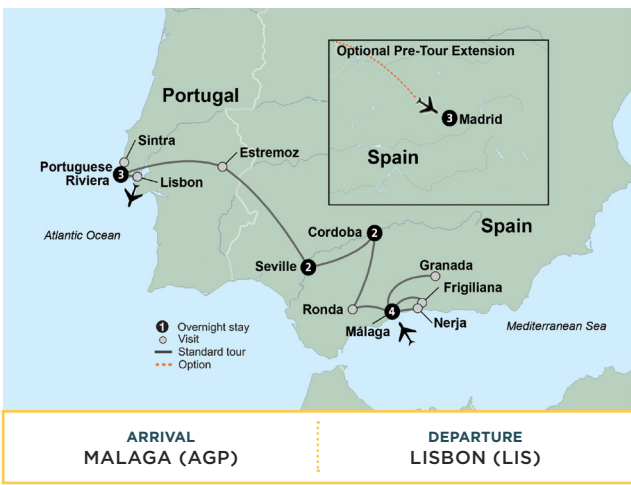 Optional Pre-Tour Extension
3 Madrid
Spain
Portugal
Sintra
Portuguese
Riviera
3
Lisbon
Estremoz
Atlantic Ocean
Spain
Cordoba 2
Seville 2
Granada
Frigiliana
Ronda
Málaga 4
Nerja
Mediterranean Sea
1 Overnight stay
Visit
Standard tour
Option
ARRIVAL
MALAGA (AGP)
DEPARTURE
LISBON (LIS)